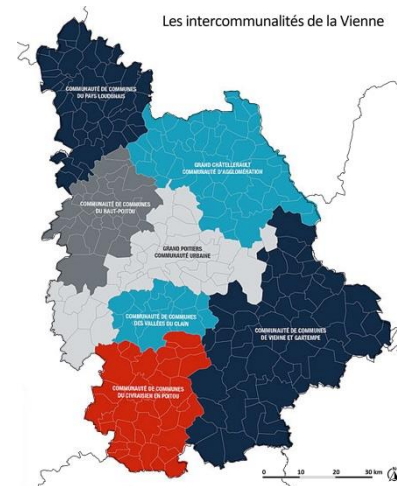 Les intercommunalités de la Vienne
COMMUNAUTÉ DE COMMUNES
DU PAYS LOUDUNAIS
GRAND CHÂTELLERAULT
COMMUNAUTÉ D'AGGLOMÉRATION
COMMUNAUTÉ DE COMMUNES
DU HAUT-POITOU
GRAND POITIERS
COMMUNAUTÉ URBAINE
COMMUNAUTÉ DE COMMUNES
DES VALLÉES DU CLAIN
COMMUNAUTÉ DE COMMUNES
DE VIENNE ET GARTEMPE
COMMUNAUTÉ DE COMMUNES
DU CIVRAISIEN EN POITOU
0 10 20 30 km